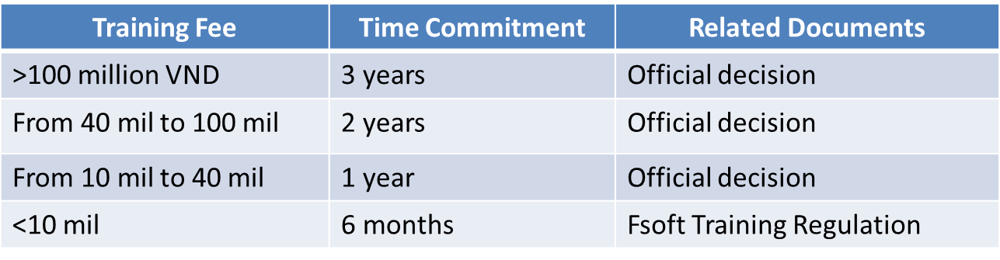 Training Fee Time Commitment Related Documents
>100 million VND 3 years Official decision
From 40 mil to 100 mil 2 years Official decision
From 10 mil to 40 mil 1 year Official decision
<10 mil 6 months Fsoft Training Regulation